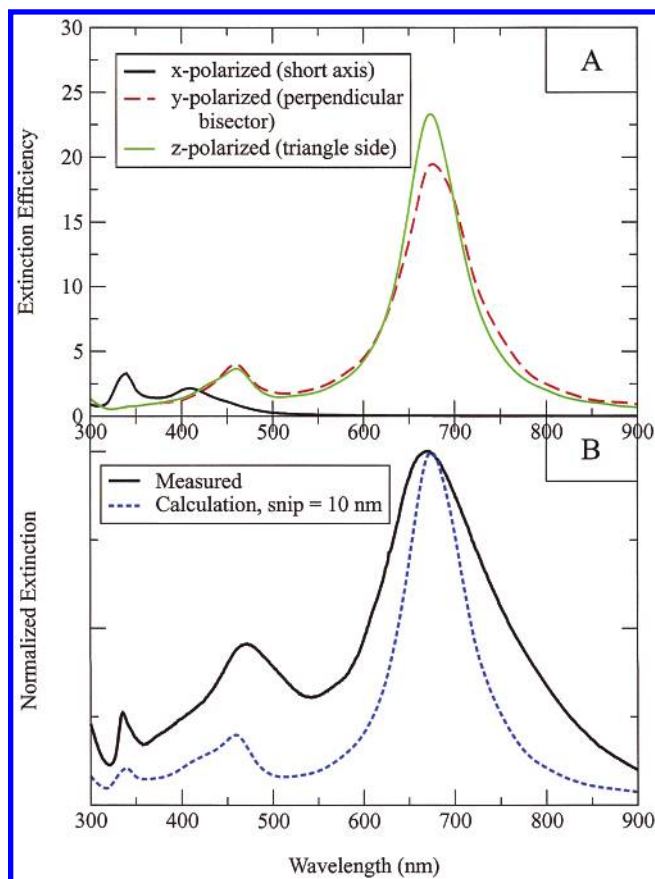 30
A
x-polarized (short axis)
y-polarized (perpendicular
bisector)
z-polarized (triangle side)
25
20
15
10
5
0
Extinction Efficiency
300 400 500 600 700 800 900
B
Measured
Calculation, snip = 10 nm
Normalized Extinction
300 400 500 600 700 800 900
Wavelength (nm)